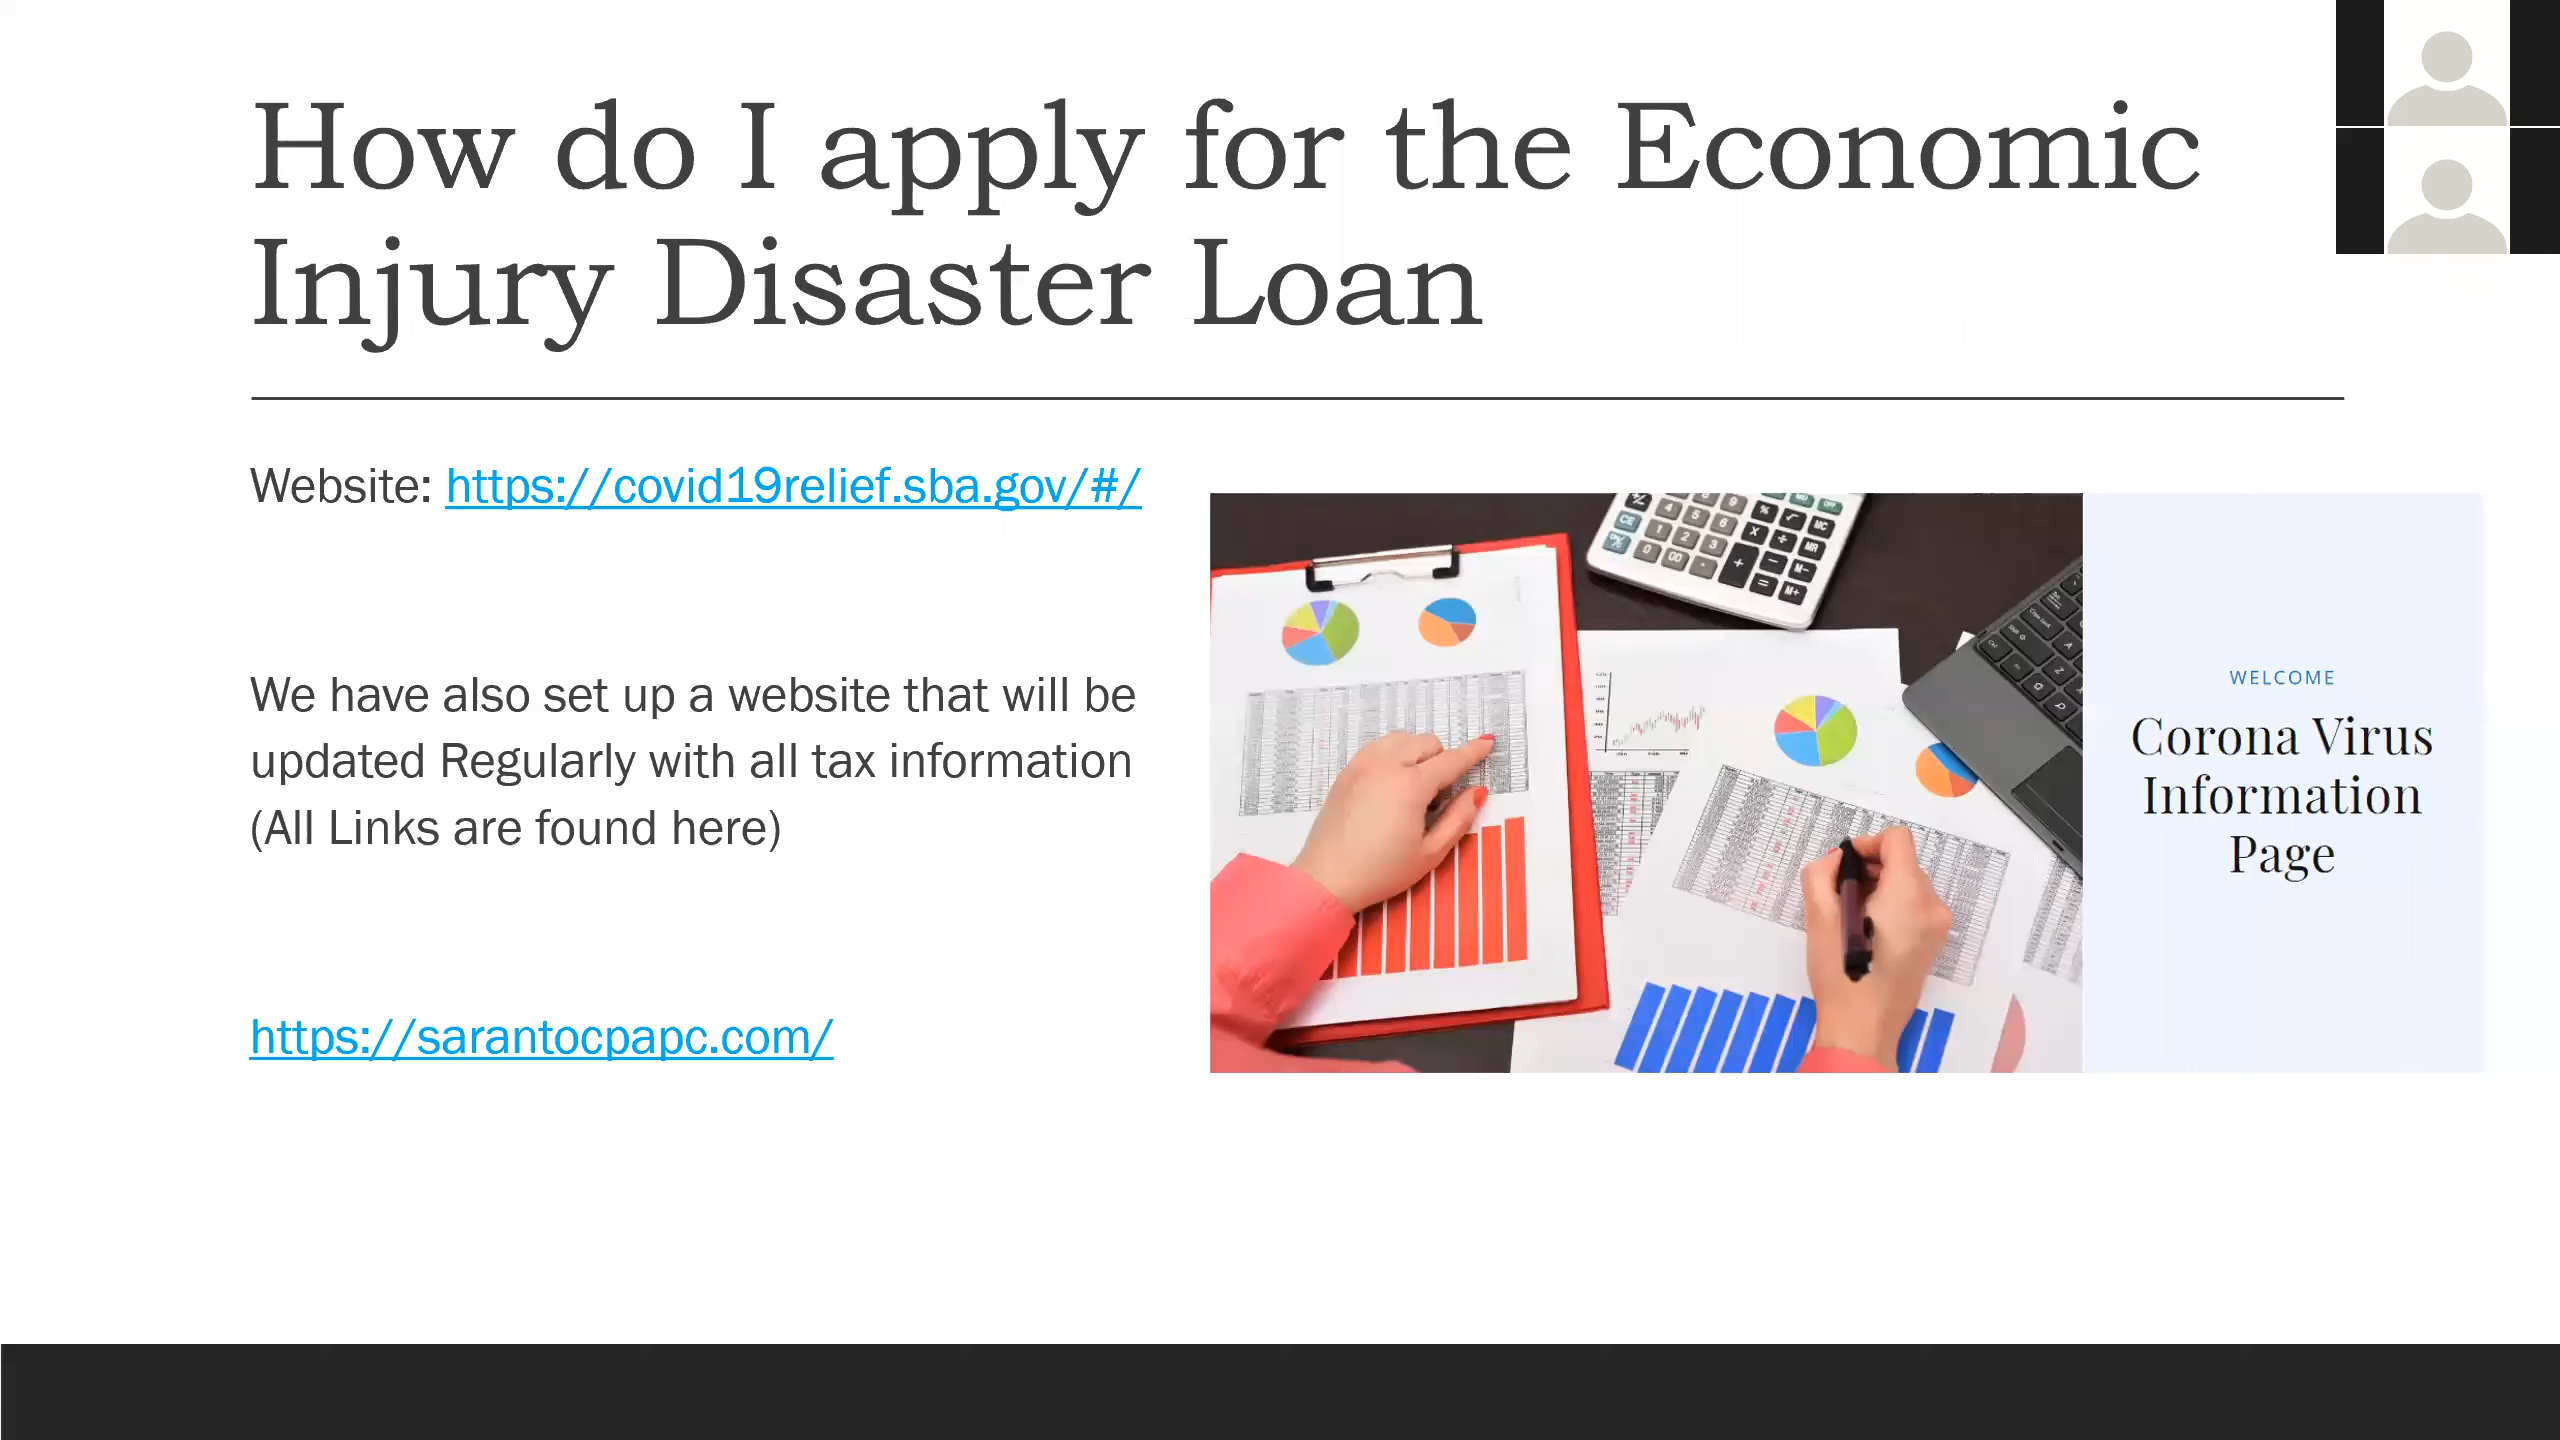 How do I apply for the Economic
Injury Disaster Loan
Website: https://covid19relief.sba.gov/#/
We have also set up a website that will be
updated Regularly with all tax information
(All Links are found here)
https://sarantocpapc.com/
WELCOME
Corona Virus
Information
Page